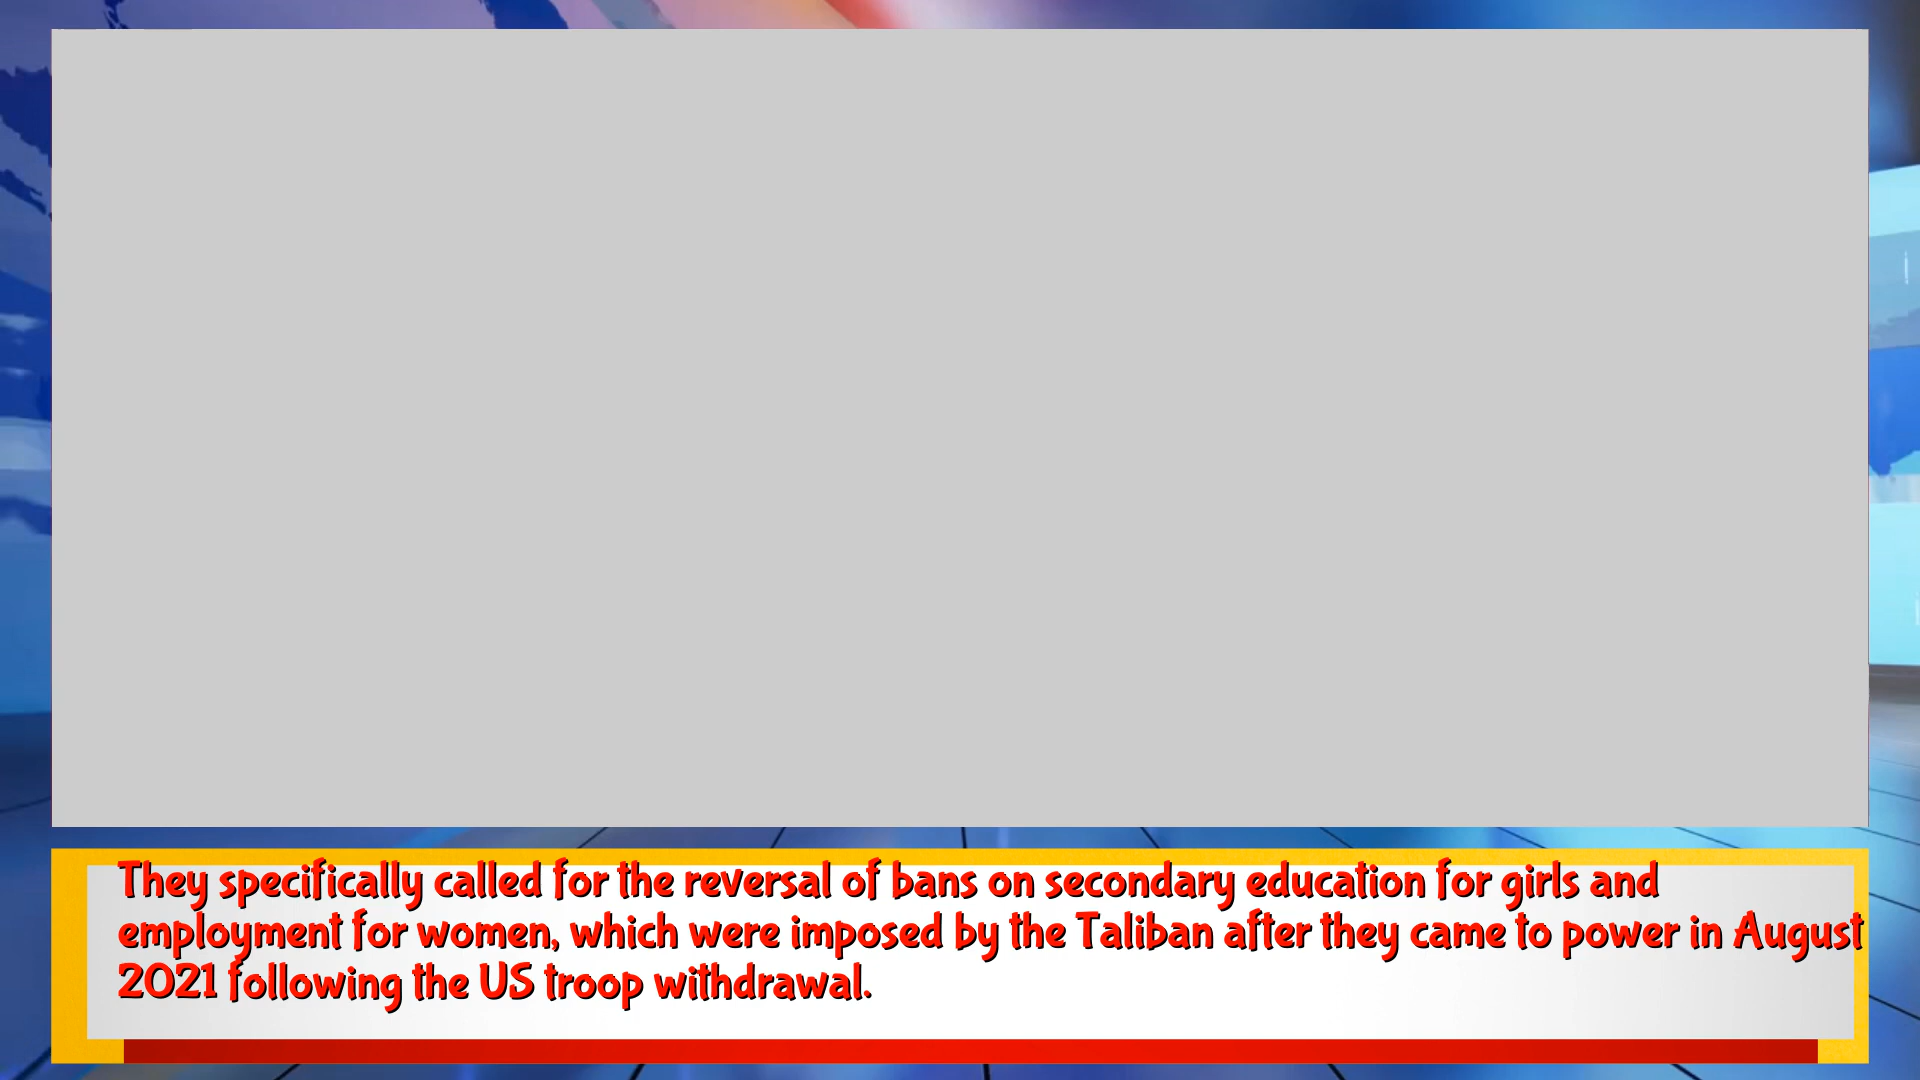 They specifically called for the reversal of bans on secondary education for girls and
employment for women, which were imposed by the Taliban after they came to power in August
2021 following the US troop withdrawal.